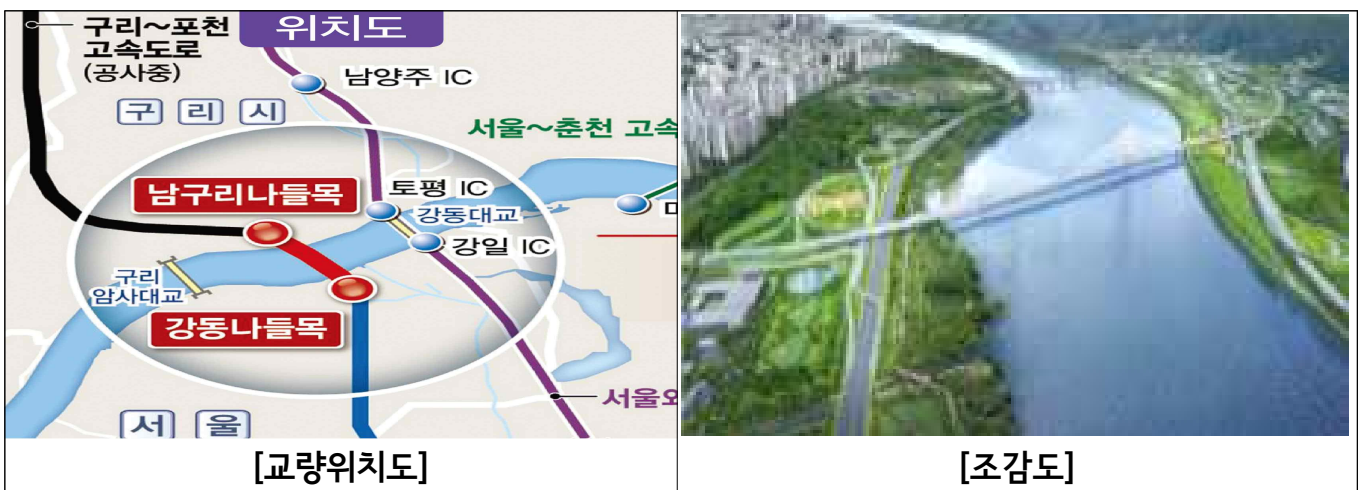 구리~포천
고속도로
(공사중)
위치도
남양주 IC
구 리 시
서울~춘천 고속
남구리나들목
토평 IC
강동대교
강일 IC
구리
암사대교
강동나들목
서울외
서 울
[교량위치도]
[조감도]